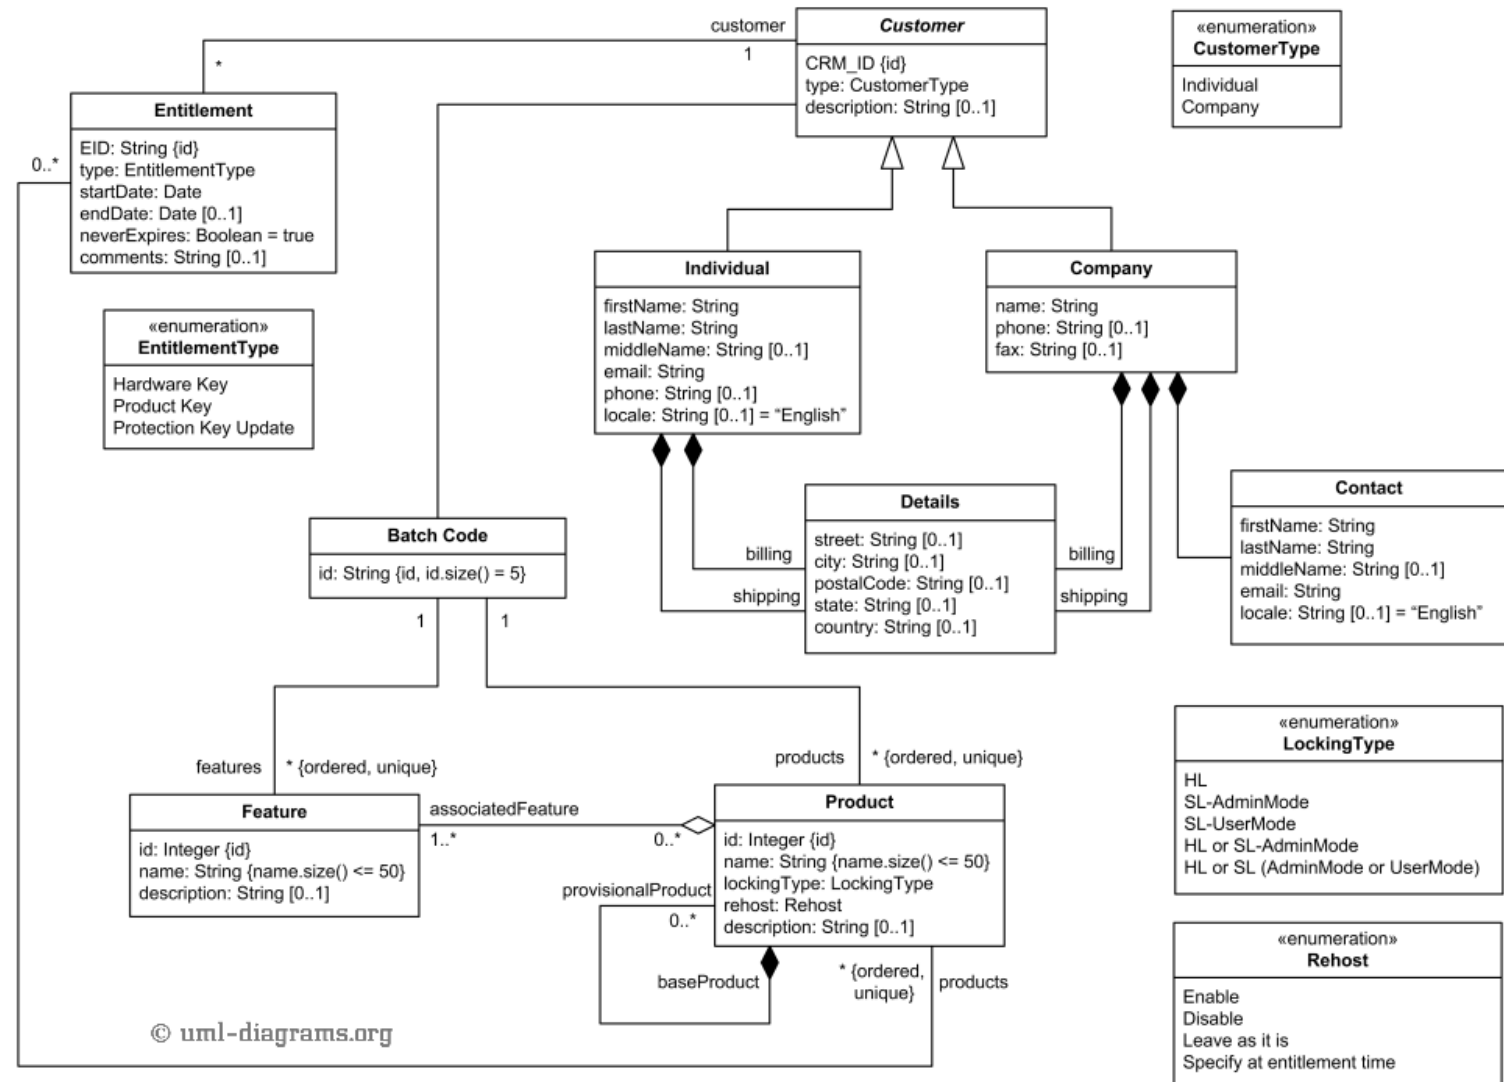 customer
1
*
Customer
CRM_ID {id}
type: CustomerType
description: String [0..1]
«enumeration»
CustomerType
Individual
Company
0..*
Entitlement
EID: String {id}
type: EntitlementType
startDate: Date
endDate: Date [0..1]
neverExpires: Boolean = true
comments: String [0..1]
«enumeration»
EntitlementType
Hardware Key
Product Key
Protection Key Update
Individual
firstName: String
lastName: String
middleName: String [0..1]
email: String
phone: String [0..1]
locale: String [0..1] = “English”
Company
name: String
phone: String [0..1]
fax: String [0..1]
Details
street: String [0..1]
city: String [0..1]
postalCode: String [0..1]
state: String [0..1]
country: String [0..1]
billing
shipping
billing
shipping
Contact
firstName: String
lastName: String
middleName: String [0..1]
email: String
locale: String [0..1] = “English”
Batch Code
id: String {id, id.size() = 5}
1
1
features
* {ordered, unique}
products
* {ordered, unique}
Feature
id: Integer {id}
name: String {name.size() <= 50}
description: String [0..1]
associatedFeature
1..*
0..*
Product
id: Integer {id}
name: String {name.size() <= 50}
lockingType: LockingType
rehost: Rehost
description: String [0..1]
provisionalProduct
0..*
baseProduct
* {ordered,
unique}
products
«enumeration»
LockingType
HL
SL-AdminMode
SL-UserMode
HL or SL-AdminMode
HL or SL (AdminMode or UserMode)
«enumeration»
Rehost
Enable
Disable
Leave as it is
Specify at entitlement time
© uml-diagrams.org